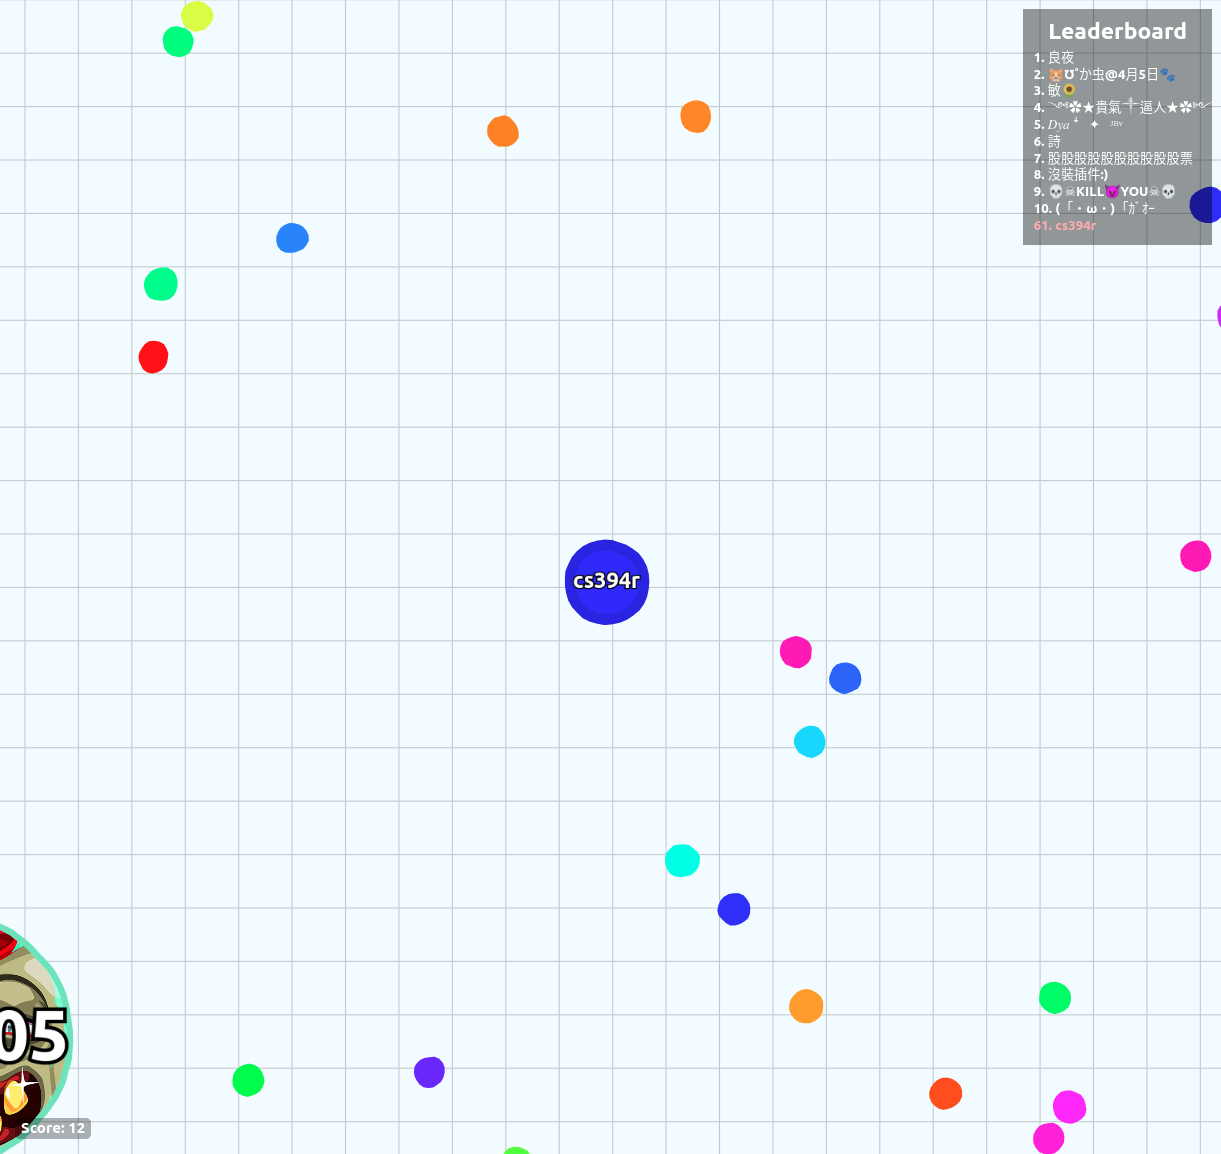 Leaderboard
1. 良夜
2. 🐹℧˚か虫@4月5日🐾
3. 敏🌻
4. ༺✿★貴氣༒逼人★✿༻
5. 𝐷𝑦𝑎 ⁺ ✦ ᴶᴮᵛ
6. 詩
7. 股股股股股股股股股股票
8. 沒裝插件:)
9. 💀☠KILL😈YOU☠💀
10. (「・ω・)「ｶﾞｵｰ
61. cs394r
cs394r
05
Score: 12